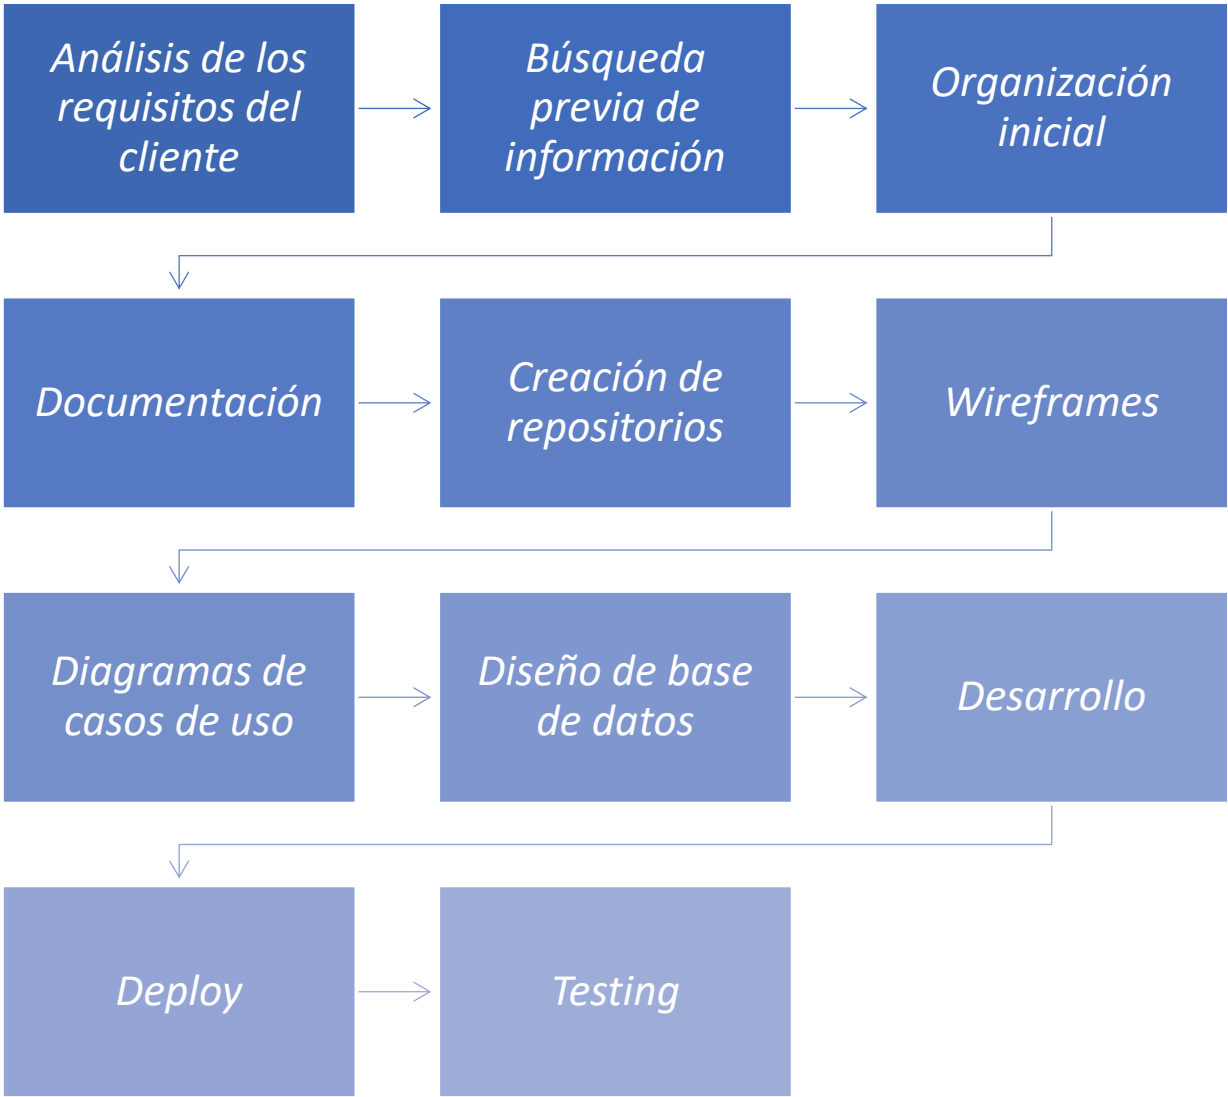 Análisis de los
requisitos del
cliente
Búsqueda
previa de
información
Organización
inicial
Documentación
Creación de
repositorios
Wireframes
Diagramas de
casos de uso
Diseño de base
de datos
Desarrollo
Deploy
Testing